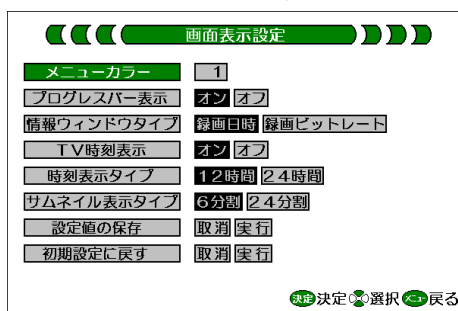 画面表示設定
メニューカラー 1
プログレスバー表示 オン オフ
情報ウィンドウタイプ 録画日時 録画ビットレート
TV時刻表示 オン オフ
時刻表示タイプ 12時間 24時間
サムネイル表示タイプ 6分割 24分割
設定値の保存 取消 実行
初期設定に戻す 取消 実行
決定 決定 選択 メニュー 戻る